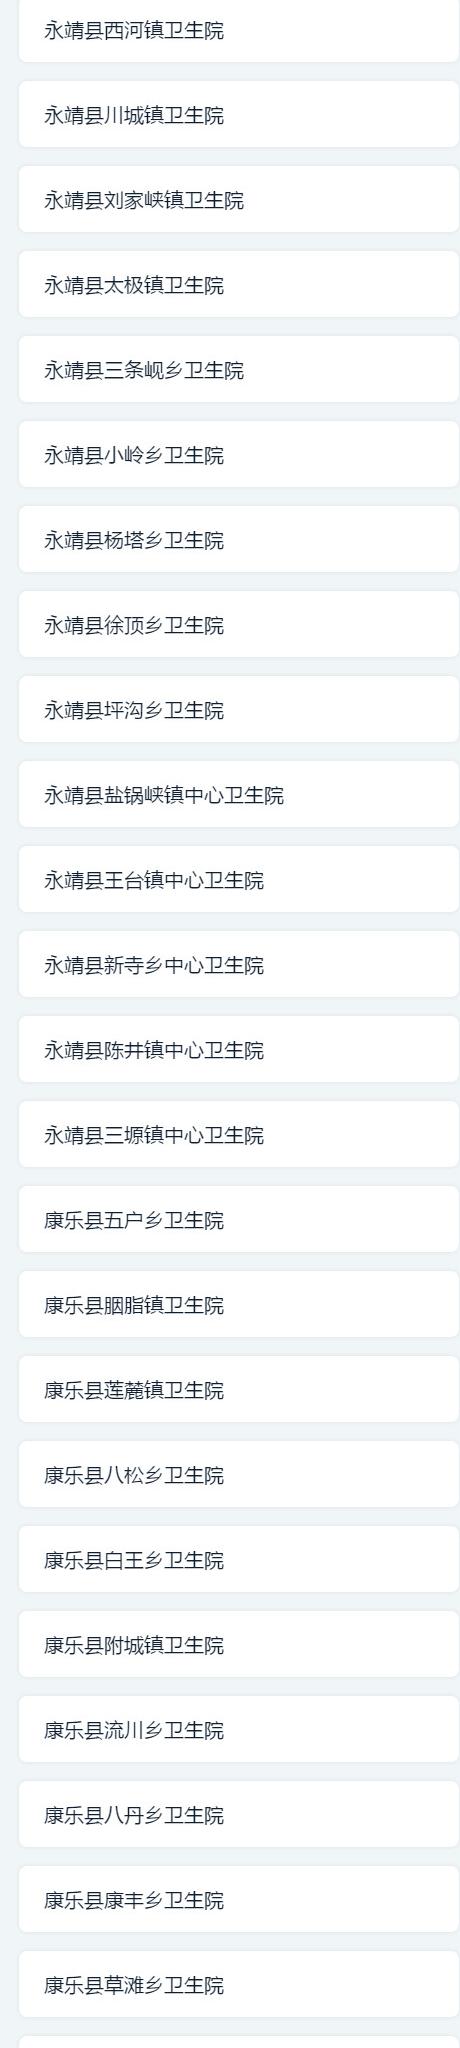 永靖县西河镇卫生院
永靖县川城镇卫生院
永靖县刘家峡镇卫生院
永靖县太极镇卫生院
永靖县三条岘乡卫生院
永靖县小岭乡卫生院
永靖县杨塔乡卫生院
永靖县徐顶乡卫生院
永靖县坪沟乡卫生院
永靖县盐锅峡镇中心卫生院
永靖县王台镇中心卫生院
永靖县新寺乡中心卫生院
永靖县陈井镇中心卫生院
永靖县三塬镇中心卫生院
康乐县五户乡卫生院
康乐县胭脂镇卫生院
康乐县莲麓镇卫生院
康乐县八松乡卫生院
康乐县白王乡卫生院
康乐县附城镇卫生院
康乐县流川乡卫生院
康乐县八丹乡卫生院
康乐县康丰乡卫生院
康乐县草滩乡卫生院